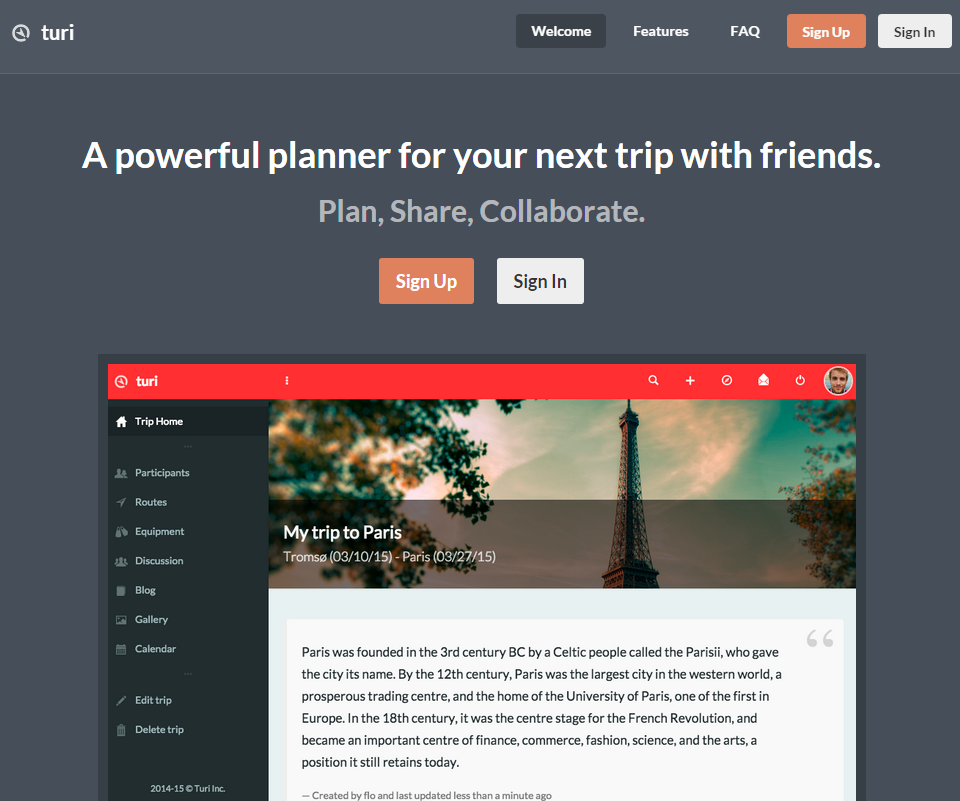 turi
Welcome
Features
FAQ
Sign Up
Sign In
A powerful planner for your next trip with friends.
Plan, Share, Collaborate.
Sign Up
Sign In
turi
Trip Home
Participants
Routes
Equipment
Discussion
Blog
Gallery
Calendar
Edit trip
Delete trip
2014-15 © Turi Inc.
My trip to Paris
Tromsø (03/10/15) - Paris (03/27/15)
“
Paris was founded in the 3rd century BC by a Celtic people called the Parisii, who gave
the city its name. By the 12th century, Paris was the largest city in the western world, a
prosperous trading centre, and the home of the University of Paris, one of the first in
Europe. In the 18th century, it was the centre stage for the French Revolution, and
became an important centre of finance, commerce, fashion, science, and the arts, a
position it still retains today.
— Created by flo and last updated less than a minute ago